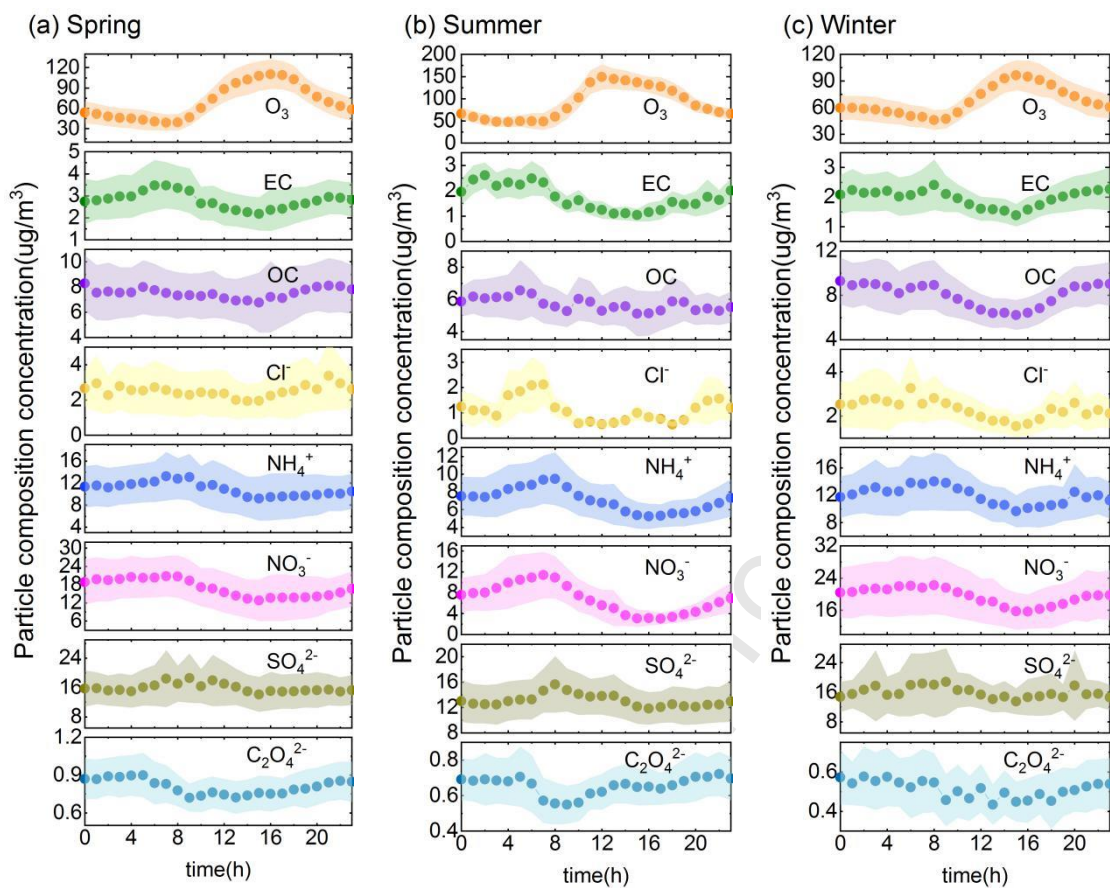 (a) Spring
(b) Summer
(c) Winter
Particle composition concentration(ug/m³)
120
90
60
30
O₃
5
4
3
2
1
EC
10
8
6
4
OC
4
2
0
Cl⁻
16
12
8
3
NH₄⁺
30
24
18
12
6
NO₃⁻
24
16
8
SO₄²⁻
1.2
0.9
0.6
C₂O₄²⁻
0 4 8 12 16 20
time(h)
Particle composition concentration(ug/m³)
200
150
100
50
0
O₃
3
2
1
0
EC
8
6
4
OC
3
2
1
0
Cl⁻
12
10
8
6
4
NH₄⁺
16
12
8
4
0
NO₃⁻
20
16
12
8
SO₄²⁻
0.8
0.6
0.4
C₂O₄²⁻
0 4 8 12 16 20
time(h)
Particle composition concentration(ug/m³)
120
90
60
30
O₃
3
2
1
EC
12
8
4
OC
4
2
Cl⁻
16
12
8
NH₄⁺
32
24
16
NO₃⁻
24
16
8
SO₄²⁻
0.6
0.4
C₂O₄²⁻
0 4 8 12 16 20
time(h)